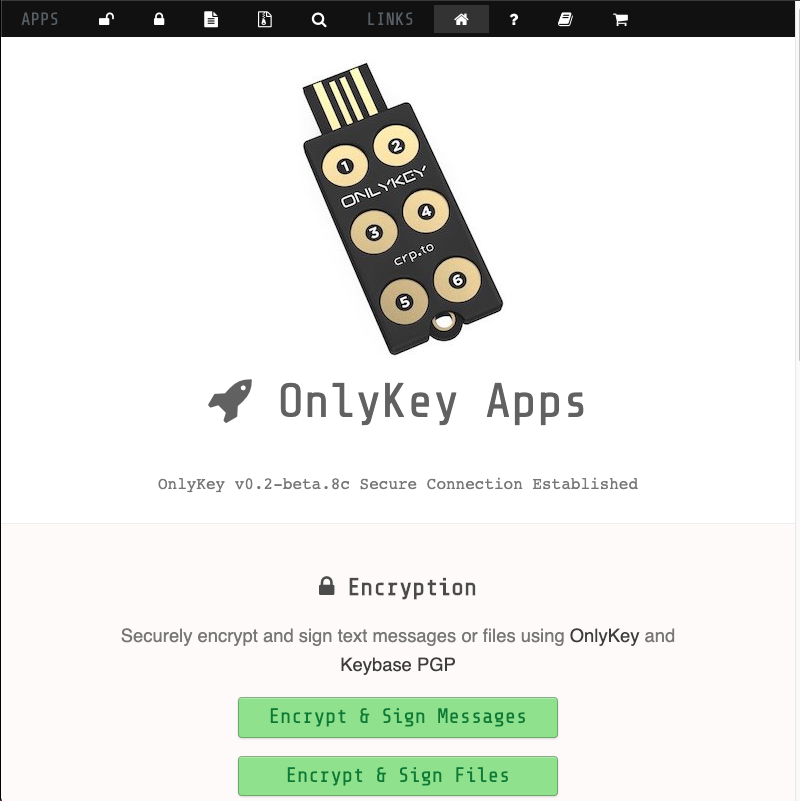 APPS LINKS ?
1 2
ONLYKEY
3 4
crp.to
5 6
OnlyKey Apps
OnlyKey v0.2-beta.8c Secure Connection Established
Encryption
Securely encrypt and sign text messages or files using OnlyKey and
Keybase PGP
Encrypt & Sign Messages
Encrypt & Sign Files